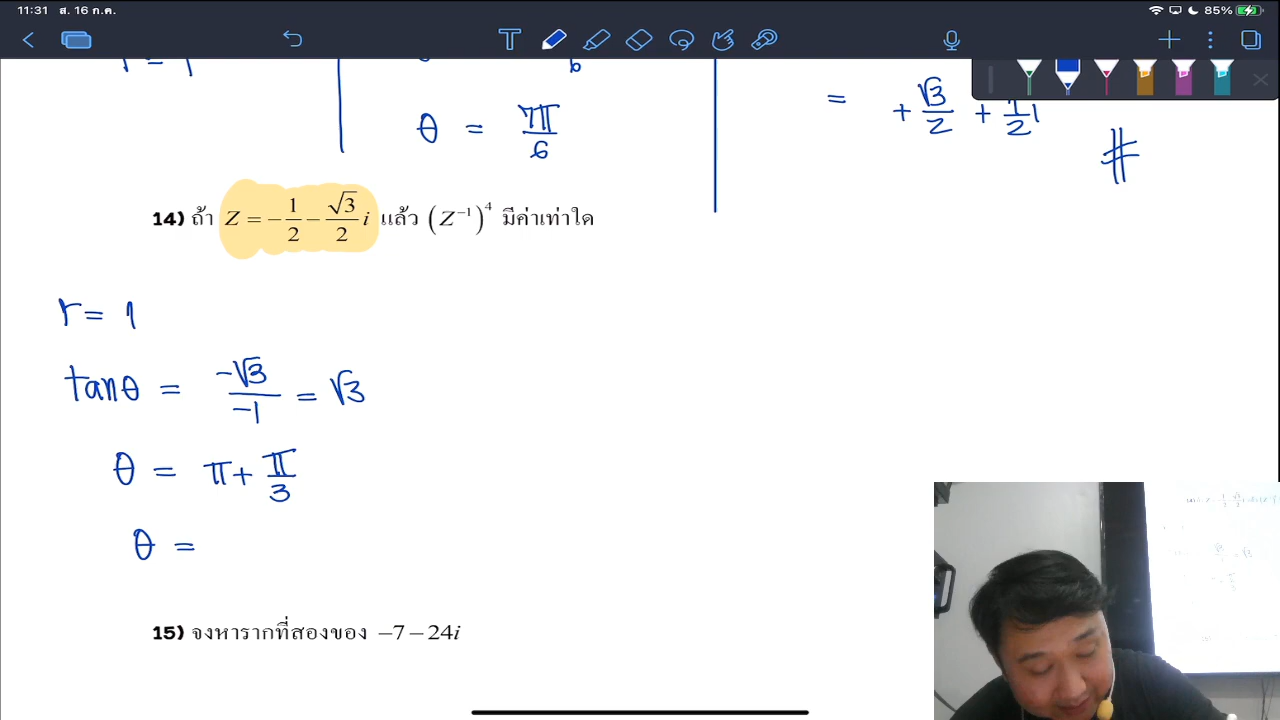 11:31 ส. 16 ก.ค.
85%
r = 1
θ = 7π/6
= + √3/2 + 1/2 i
#
14) ถ้า Z = −1/2 − √3/2 i แล้ว (Z⁻¹)⁴ มีค่าเท่าใด
r = 1
tanθ = −√3/−1 = √3
θ = π + π/3
θ =
15) จงหารากที่สองของ −7 − 24i